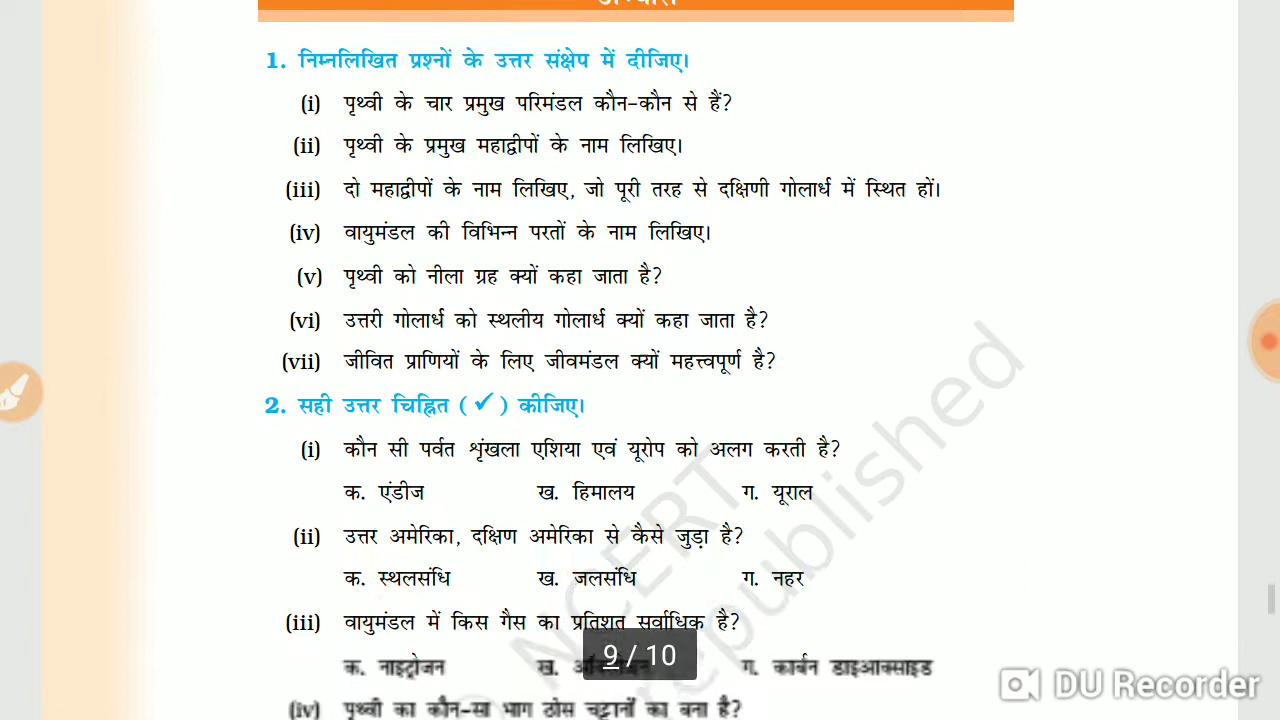 1. निम्नलिखित प्रश्नों के उत्तर संक्षेप में दीजिए।
(i) पृथ्वी के चार प्रमुख परिमंडल कौन-कौन से हैं?
(ii) पृथ्वी के प्रमुख महाद्वीपों के नाम लिखिए।
(iii) दो महाद्वीपों के नाम लिखिए, जो पूरी तरह से दक्षिणी गोलार्ध में स्थित हों।
(iv) वायुमंडल की विभिन्न परतों के नाम लिखिए।
(v) पृथ्वी को नीला ग्रह क्यों कहा जाता है?
(vi) उत्तरी गोलार्ध को स्थलीय गोलार्ध क्यों कहा जाता है?
(vii) जीवित प्राणियों के लिए जीवमंडल क्यों महत्त्वपूर्ण है?
2. सही उत्तर चिह्नित (✓) कीजिए।
(i) कौन सी पर्वत शृंखला एशिया एवं यूरोप को अलग करती है?
क. एंडीज ख. हिमालय ग. यूराल
(ii) उत्तर अमेरिका, दक्षिण अमेरिका से कैसे जुड़ा है?
क. स्थलसंधि ख. जलसंधि ग. नहर
(iii) वायुमंडल में किस गैस का प्रतिशत सर्वाधिक है?
क. नाइट्रोजन ख. ग. कार्बन डाइआक्साइड
(iv) पृथ्वी का कौन-सा भाग ठोस चट्टानों का बना है?
9 / 10
NCERT
republished
DU Recorder